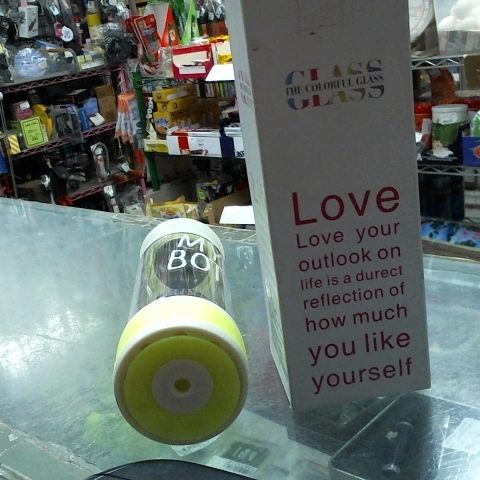 GLASS
THE COLORFUL GLASS
Love
Love your
outlook on
life is a durect
reflection of
how much
you like
yourself
MY
BO